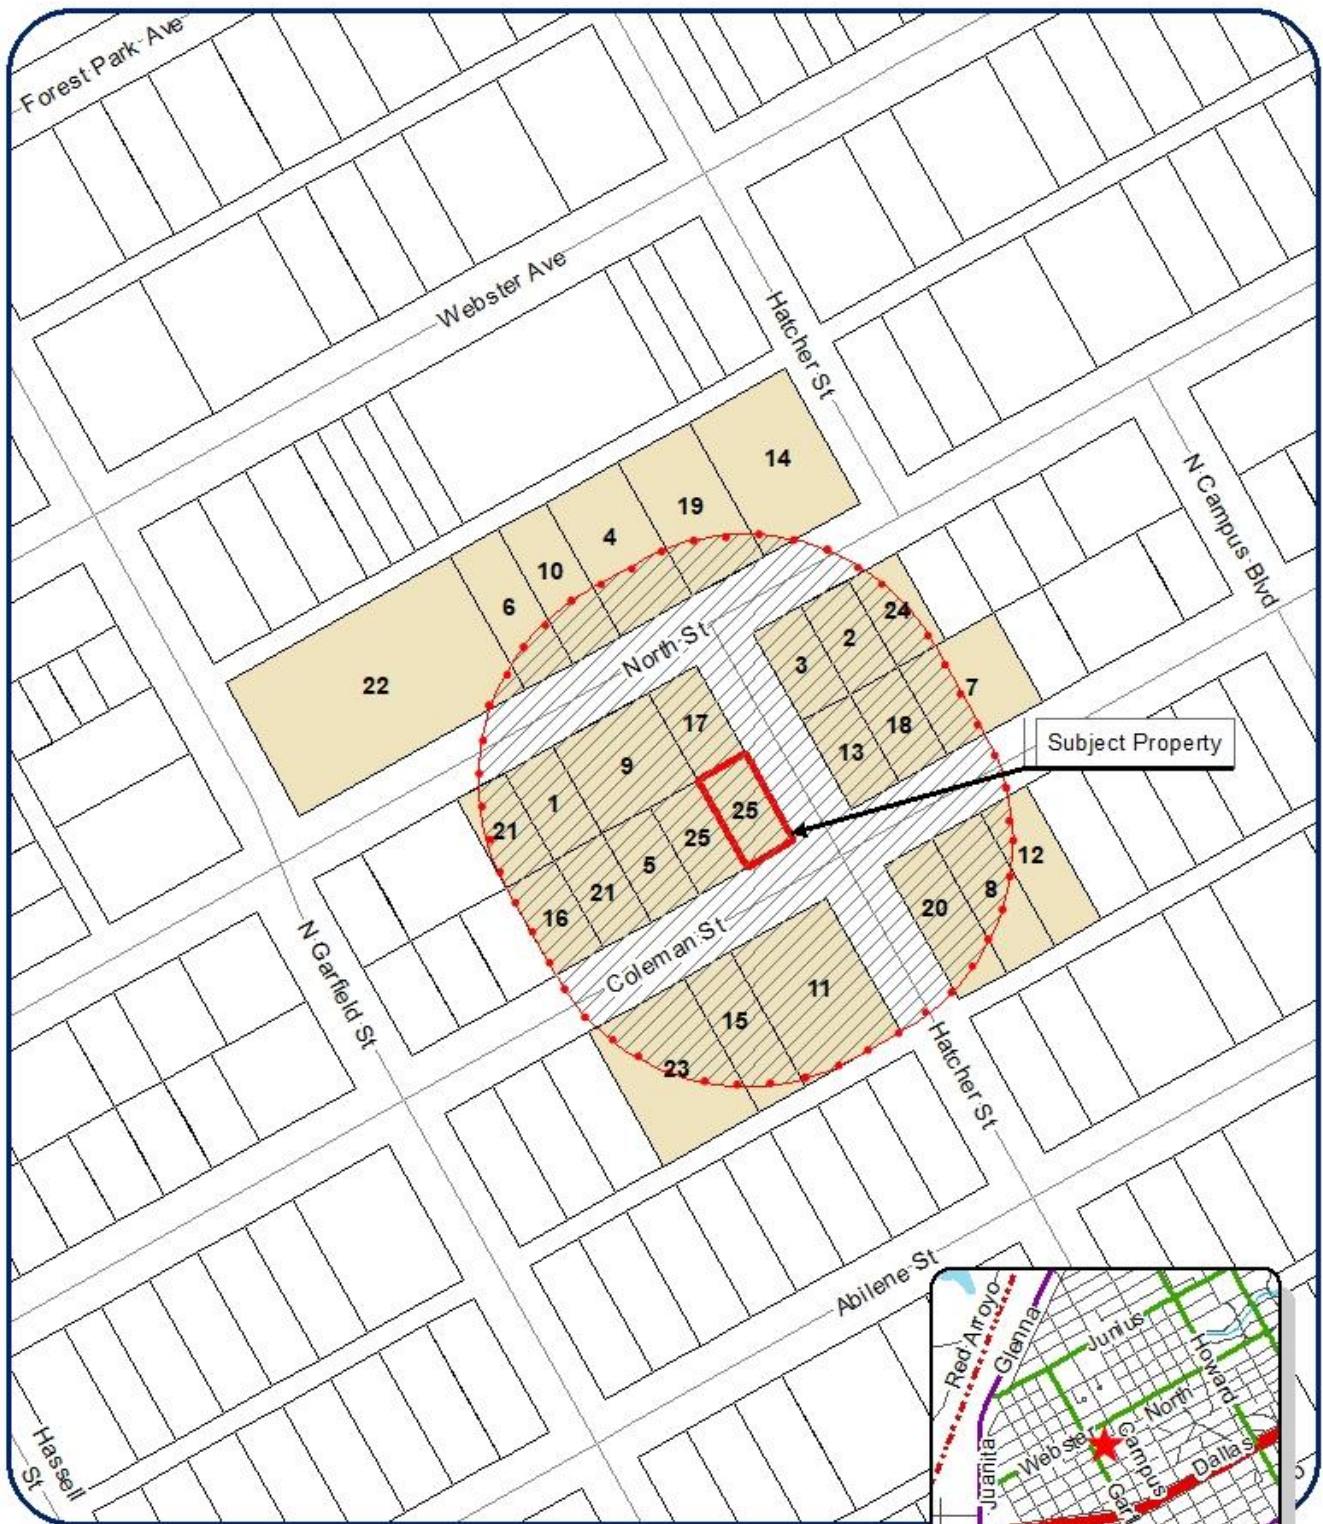 Forest Park Ave
Webster Ave
Hatcher St
N Campus Blvd
14
19
4
10
6
22
North St
24
2
3
7
18
13
17
9
1
21
25
Subject Property
25
5
21
16
12
8
20
Coleman St
11
15
23
N Garfield St
Hatcher St
Abilene St
Hassell
St
Red Arroyo
Glenna
Junius
Howard
North
Webster
Campus
Dallas
Juanita